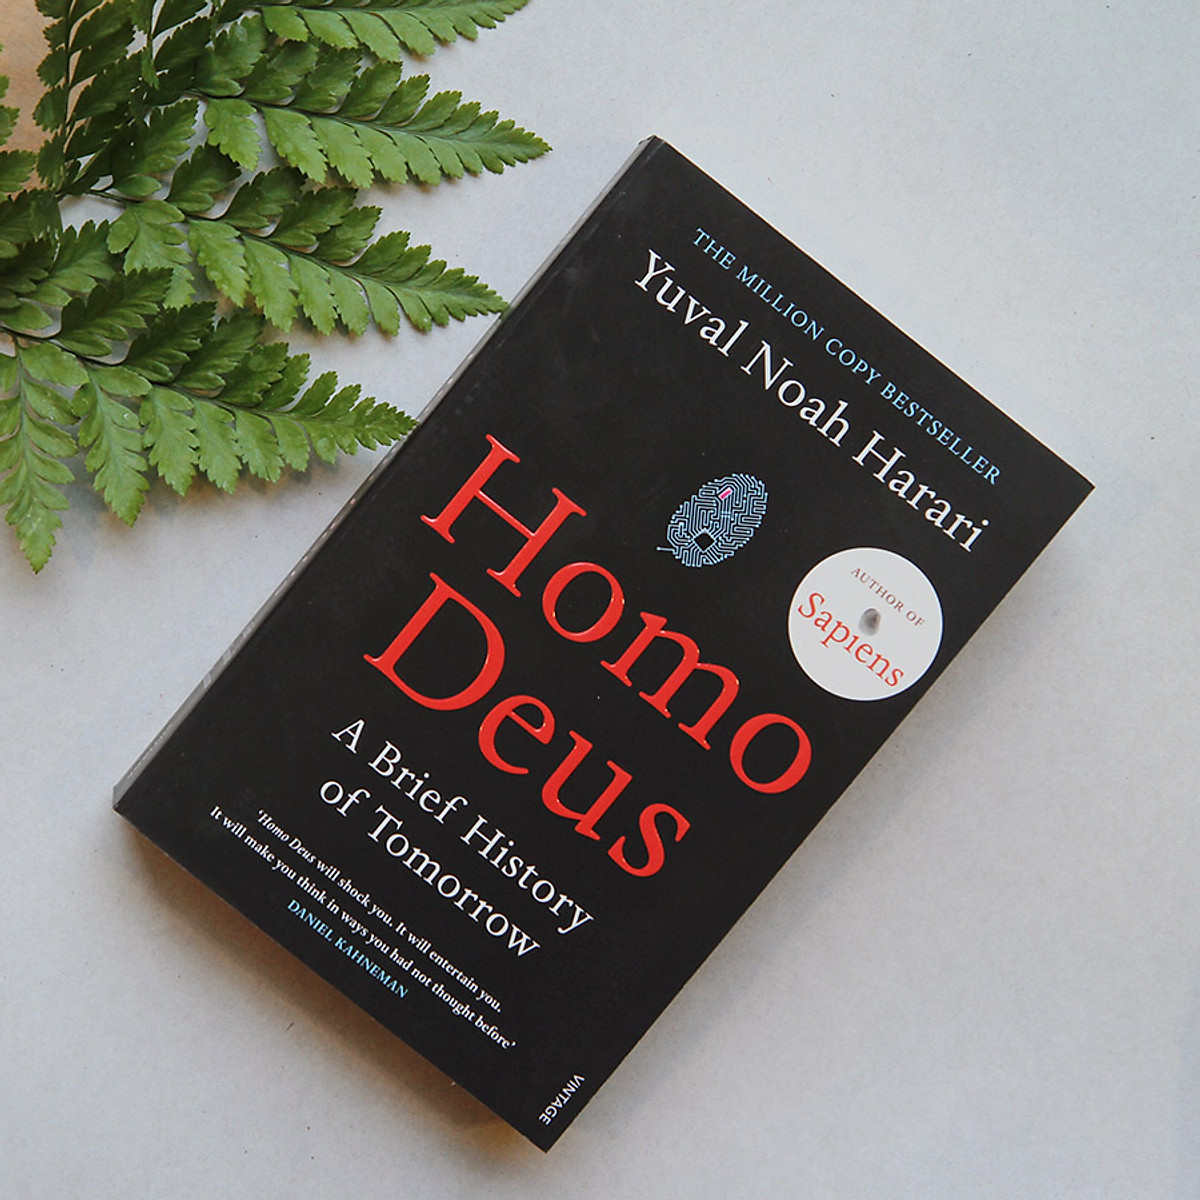 THE MILLION COPY BESTSELLER
Yuval Noah Harari
AUTHOR OF
Sapiens
Homo
Deus
A Brief History
of Tomorrow
‘Homo Deus will shock you. It will entertain you.
It will make you think in ways you had not thought before’
DANIEL KAHNEMAN
VINTAGE